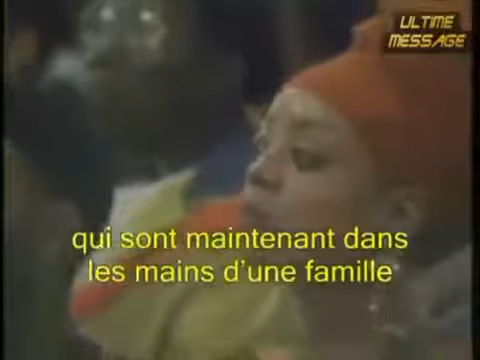 ULTIME
MESSAGE
qui sont maintenant dans
les mains d'une famille